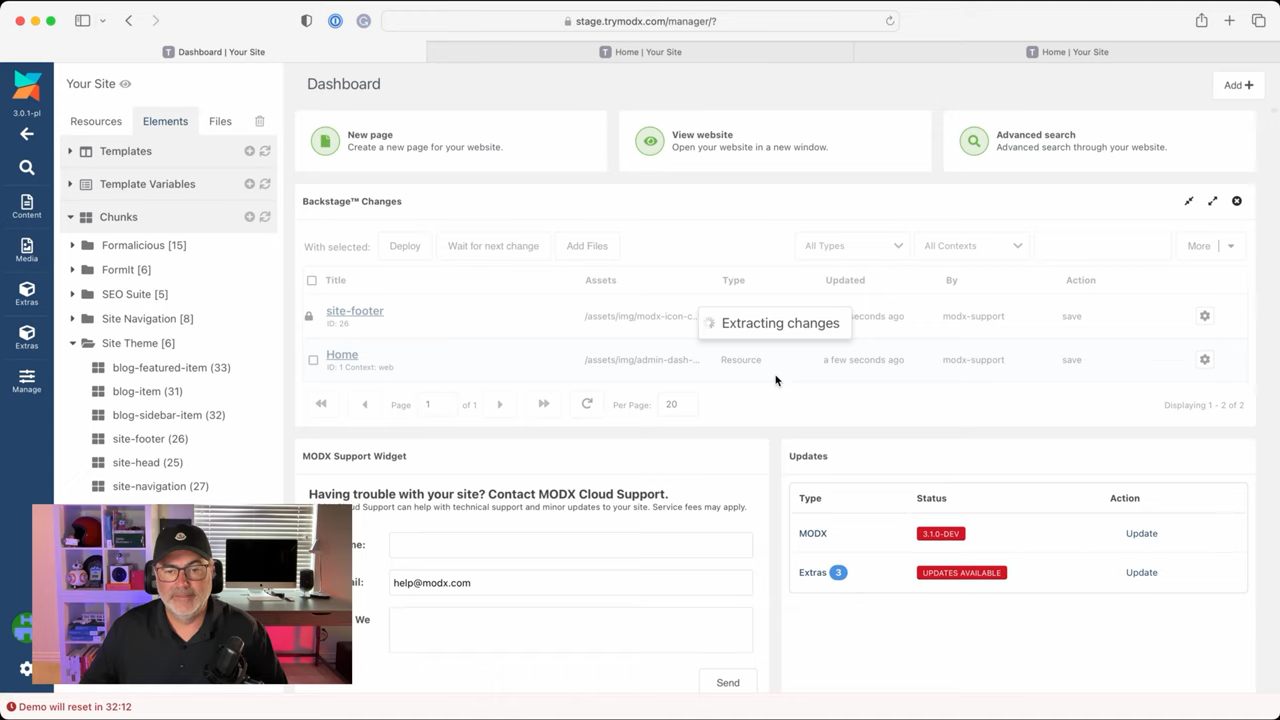 stage.trymodx.com/manager/?
Dashboard | Your Site
Home | Your Site
Home | Your Site
3.0.1-pl
Content
Media
Extras
Extras
Manage
Your Site
Resources Elements Files
Templates
Template Variables
Chunks
Formalicious [15]
FormIt [6]
SEO Suite [5]
Site Navigation [8]
Site Theme [6]
blog-featured-item (33)
blog-item (31)
blog-sidebar-item (32)
site-footer (26)
site-head (25)
site-navigation (27)
Dashboard
Add
New page
Create a new page for your website.
View website
Open your website in a new window.
Advanced search
Advanced search through your website.
Backstage™ Changes
With selected: Deploy Wait for next change Add Files All Types All Contexts More
Title Assets Type Updated By Action
site-footer /assets/img/modx-icon-c... seconds ago modx-support save
ID: 26
Extracting changes
Home /assets/img/admin-dash-... Resource a few seconds ago modx-support save
ID: 1 Context: web
Page 1 of 1 Per Page: 20 Displaying 1 - 2 of 2
MODX Support Widget
Having trouble with your site? Contact MODX Cloud Support.
Support can help with technical support and minor updates to your site. Service fees may apply.
help@modx.com
We
Send
Updates
Type Status Action
MODX 3.1.0-DEV Update
Extras 3 UPDATES AVAILABLE Update
Demo will reset in 32:12